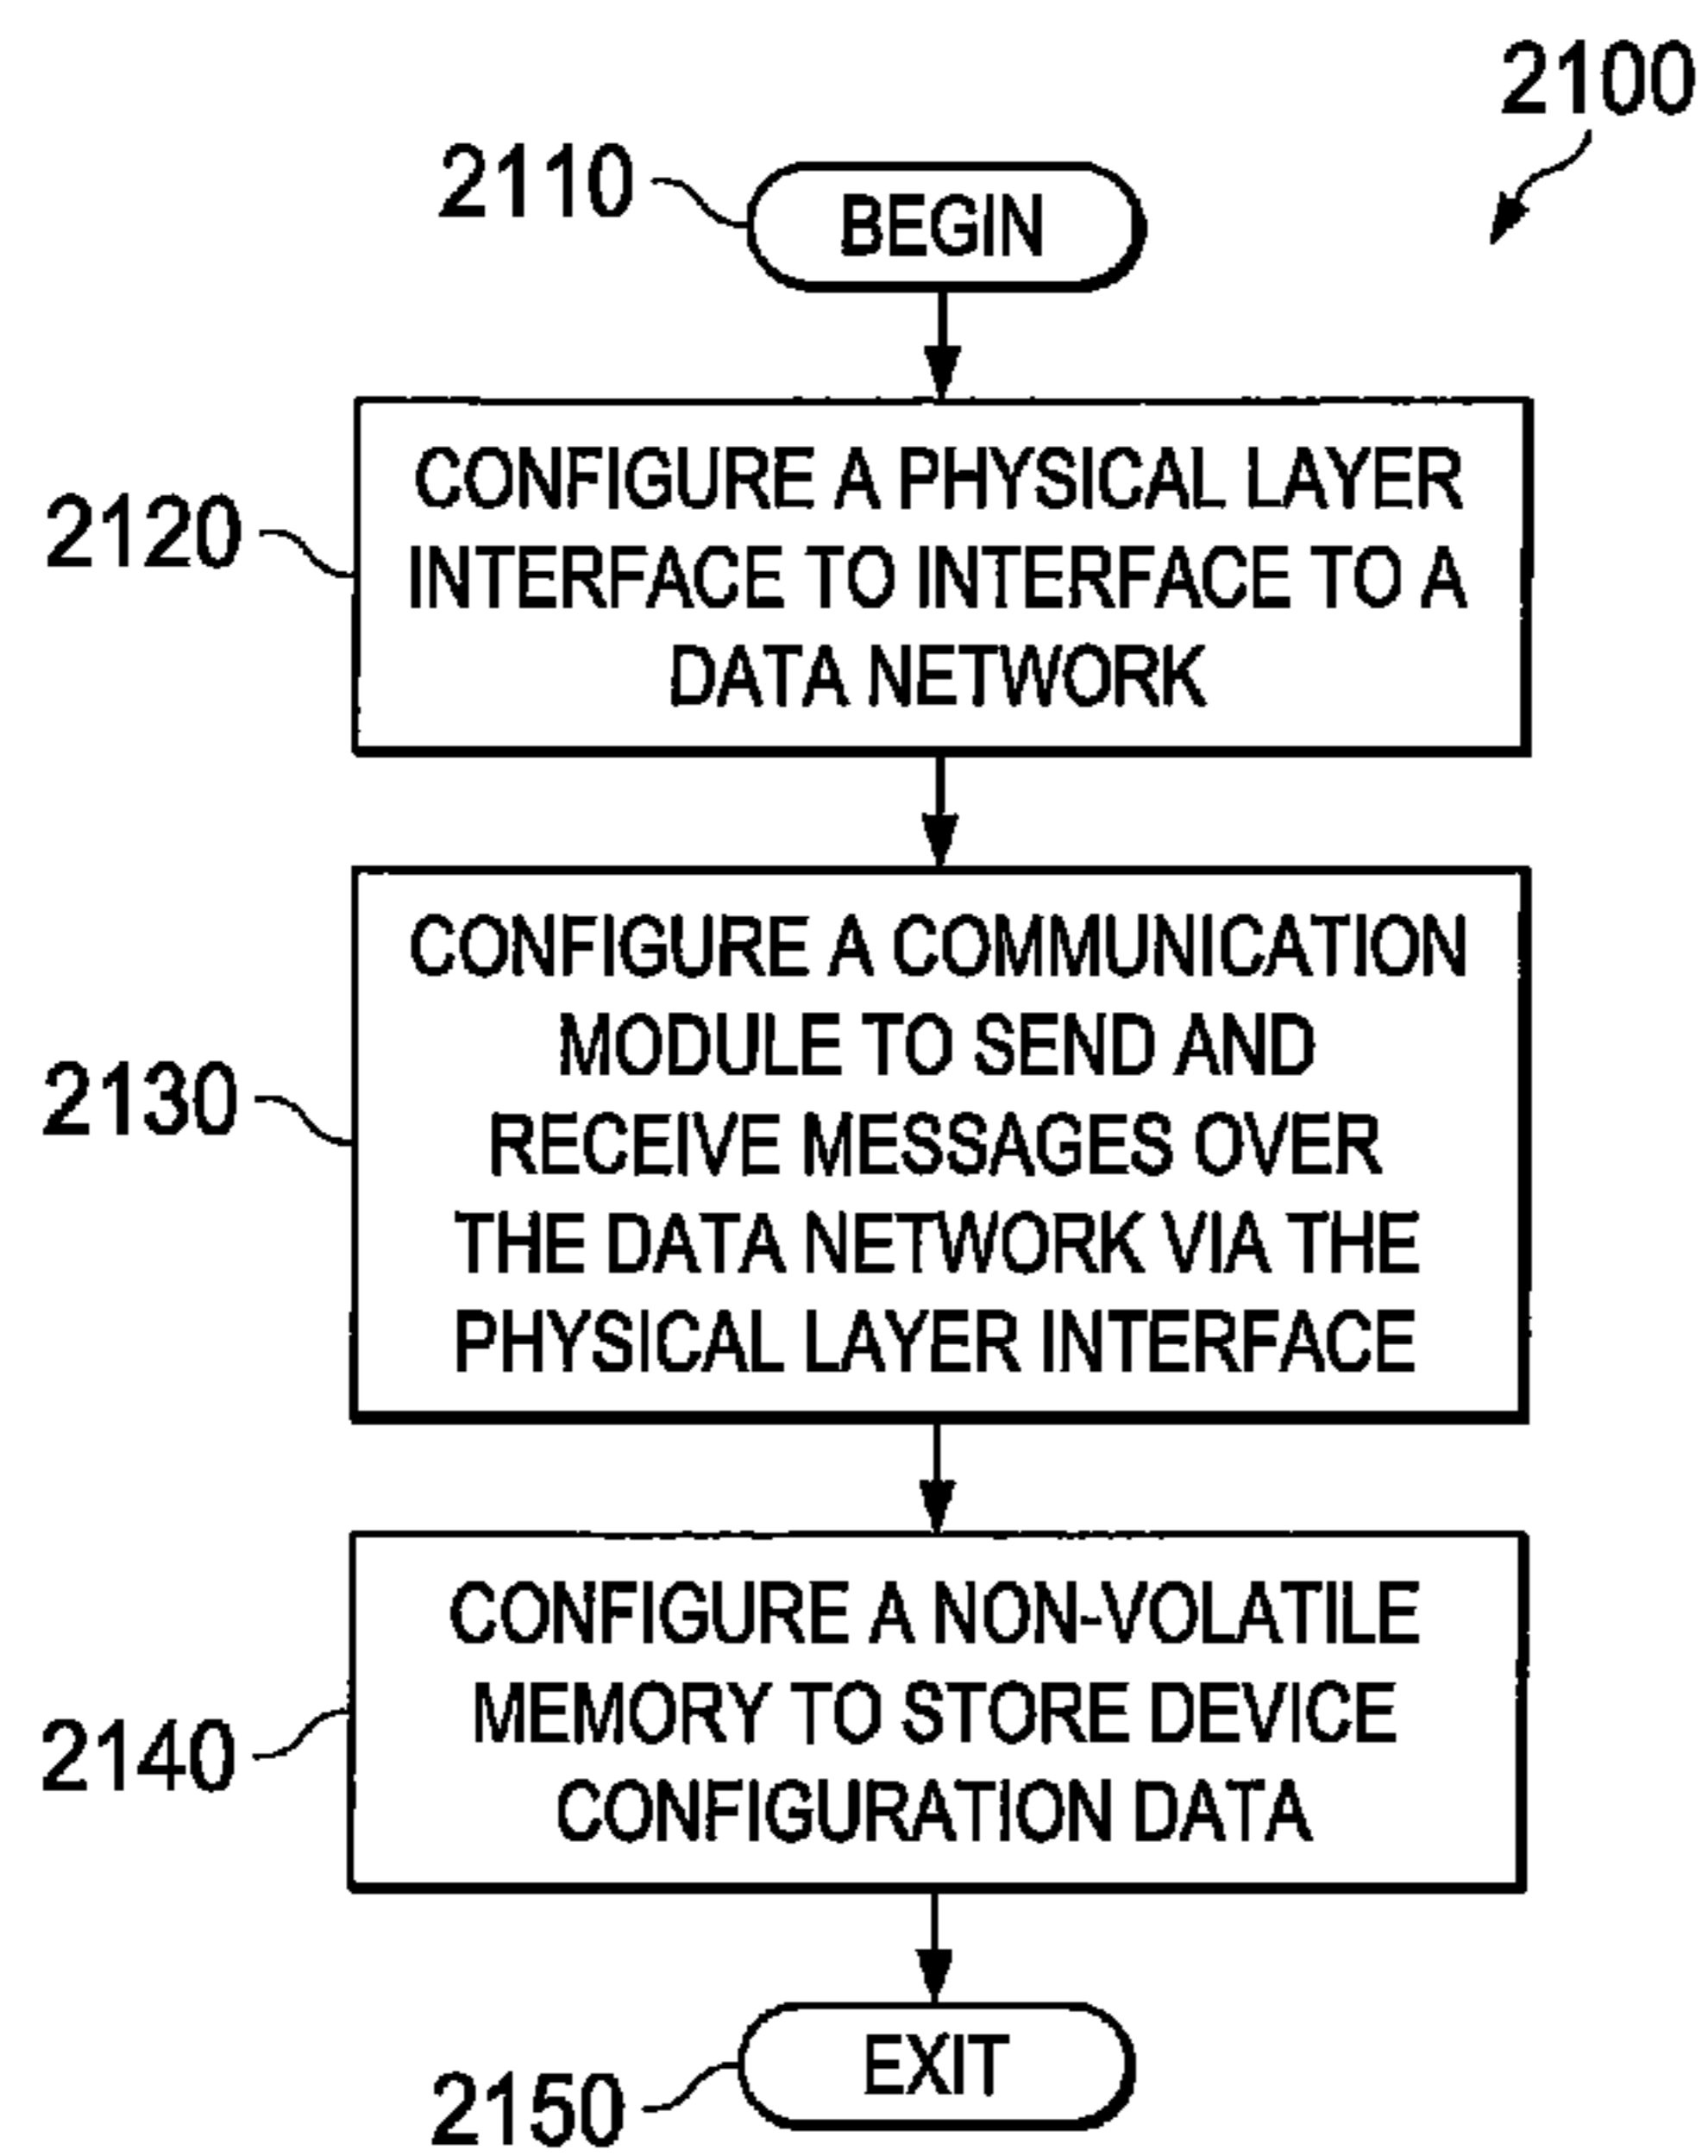 2100
2110
BEGIN
2120
CONFIGURE A PHYSICAL LAYER
INTERFACE TO INTERFACE TO A
DATA NETWORK
2130
CONFIGURE A COMMUNICATION
MODULE TO SEND AND
RECEIVE MESSAGES OVER
THE DATA NETWORK VIA THE
PHYSICAL LAYER INTERFACE
2140
CONFIGURE A NON-VOLATILE
MEMORY TO STORE DEVICE
CONFIGURATION DATA
2150
EXIT